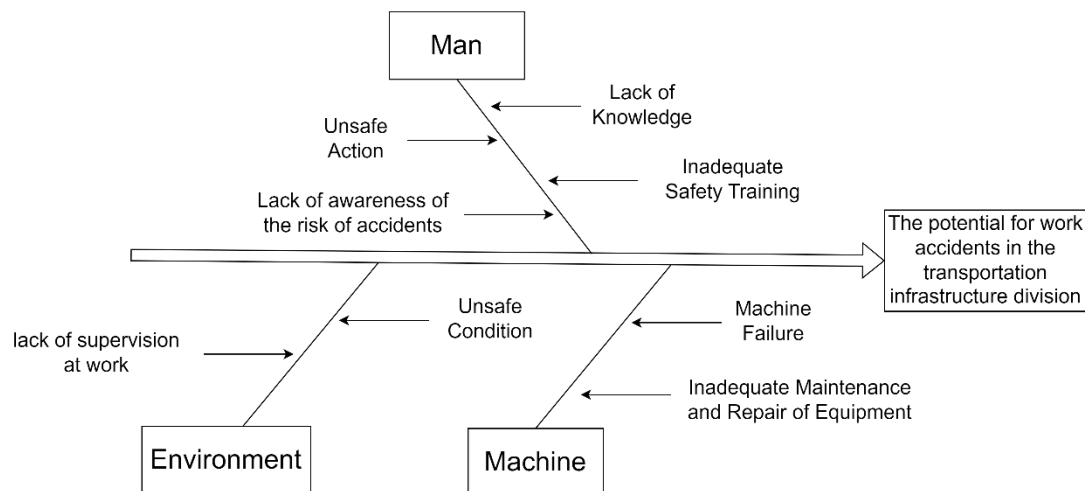 Man
Lack of
Knowledge
Unsafe
Action
Inadequate
Safety Training
Lack of awareness of
the risk of accidents
The potential for work
accidents in the
transportation
infrastructure division
Unsafe
Condition
Machine
Failure
lack of supervision
at work
Inadequate Maintenance
and Repair of Equipment
Environment
Machine